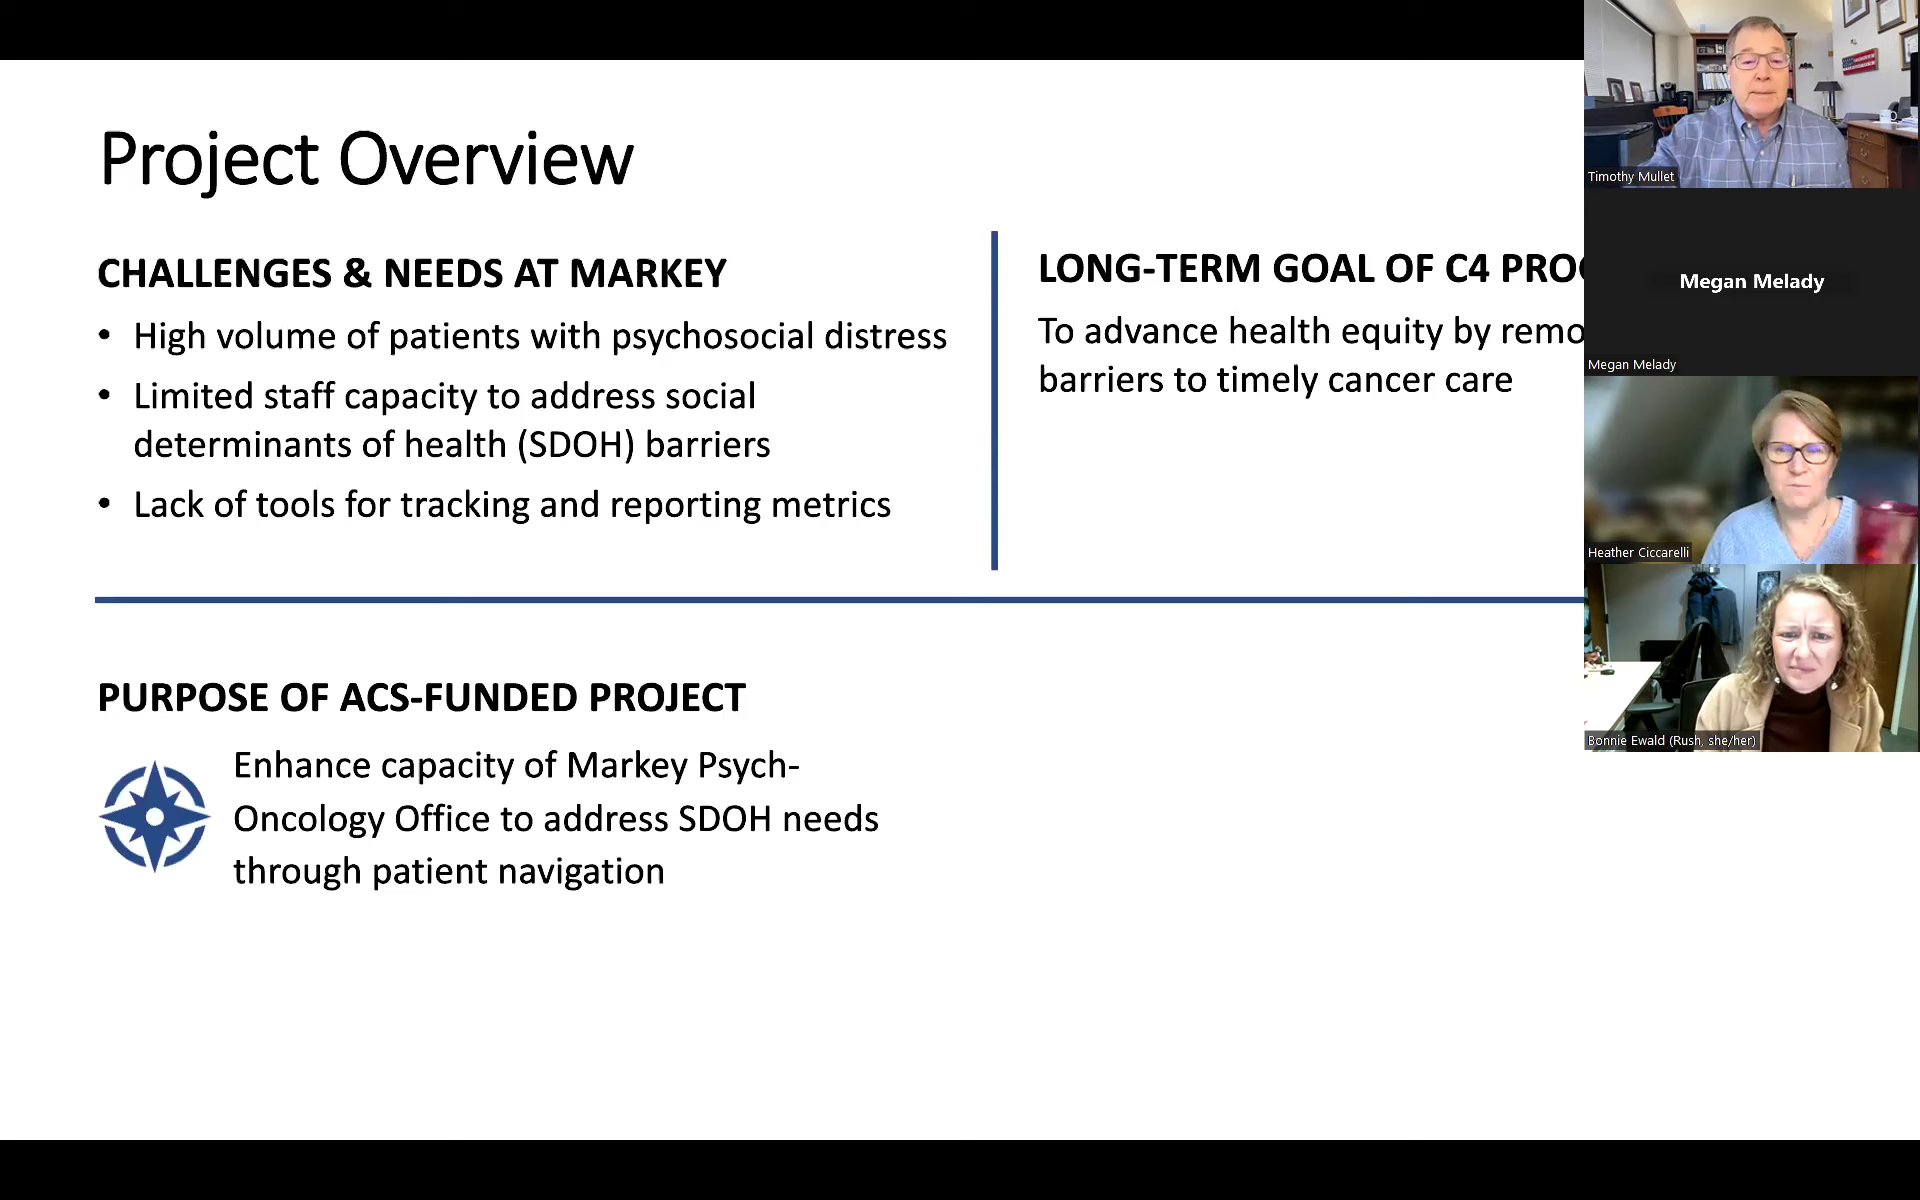 Project Overview
CHALLENGES & NEEDS AT MARKEY
• High volume of patients with psychosocial distress
• Limited staff capacity to address social
determinants of health (SDOH) barriers
• Lack of tools for tracking and reporting metrics
LONG-TERM GOAL OF C4
To advance health equity by
barriers to timely cancer care
PURPOSE OF ACS-FUNDED PROJECT
Enhance capacity of Markey Psych-
Oncology Office to address SDOH needs
through patient navigation
Timothy Mullet
Megan Melady
Megan Melady
Heather Ciccarelli
Bonnie Ewald (Rush, she/her)